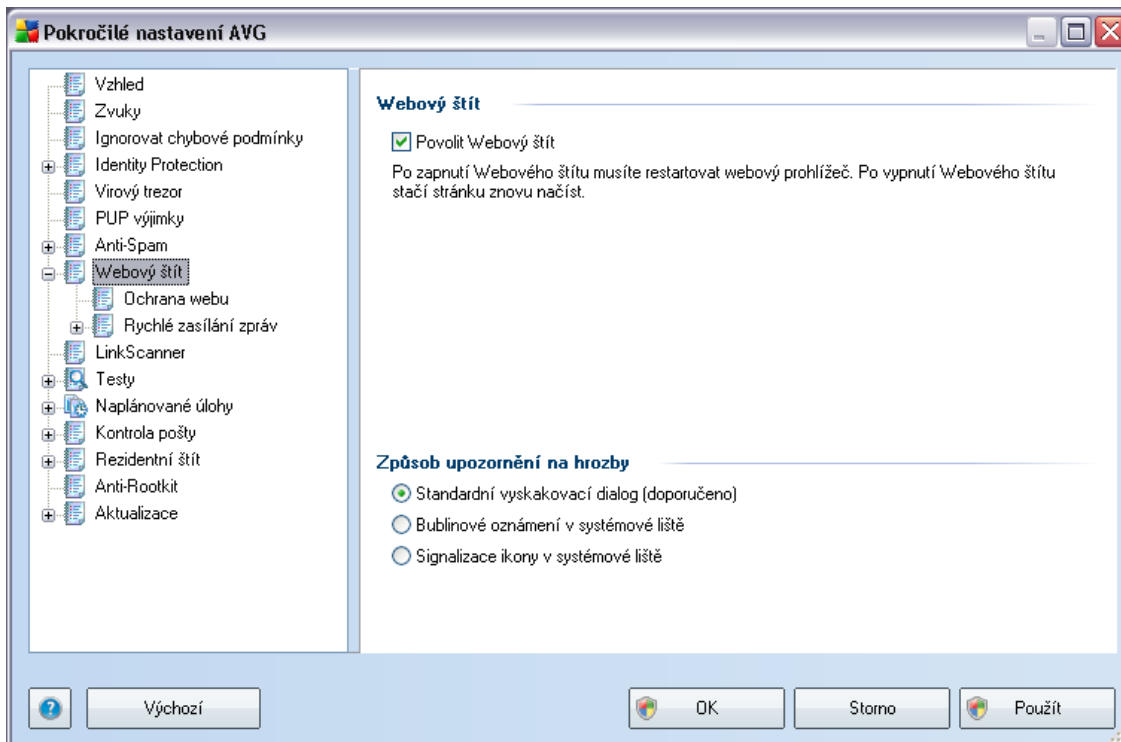 Pokročilé nastavení AVG
Vzhled
Zvuky
Ignorovat chybové podmínky
Identity Protection
Virový trezor
PUP výjimky
Anti-Spam
Webový štít
Ochrana webu
Rychlé zasílání zpráv
LinkScanner
Testy
Naplánované úlohy
Kontrola pošty
Rezidentní štít
Anti-Rootkit
Aktualizace
Webový štít
Povolit Webový štít
Po zapnutí Webového štítu musíte restartovat webový prohlížeč. Po vypnutí Webového štítu
stačí stránku znovu načíst.
Způsob upozornění na hrozby
Standardní vyskakovací dialog (doporučeno)
Bublinové oznámení v systémové liště
Signalizace ikony v systémové liště
Výchozí
OK
Storno
Použít